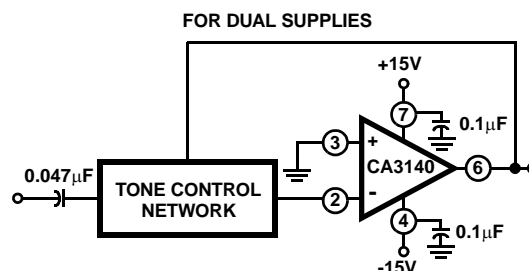 FOR DUAL SUPPLIES
+15V
7
0.1μF
3
+
CA3140
6
0.047μF
TONE CONTROL
NETWORK
2
-
4
0.1μF
-15V